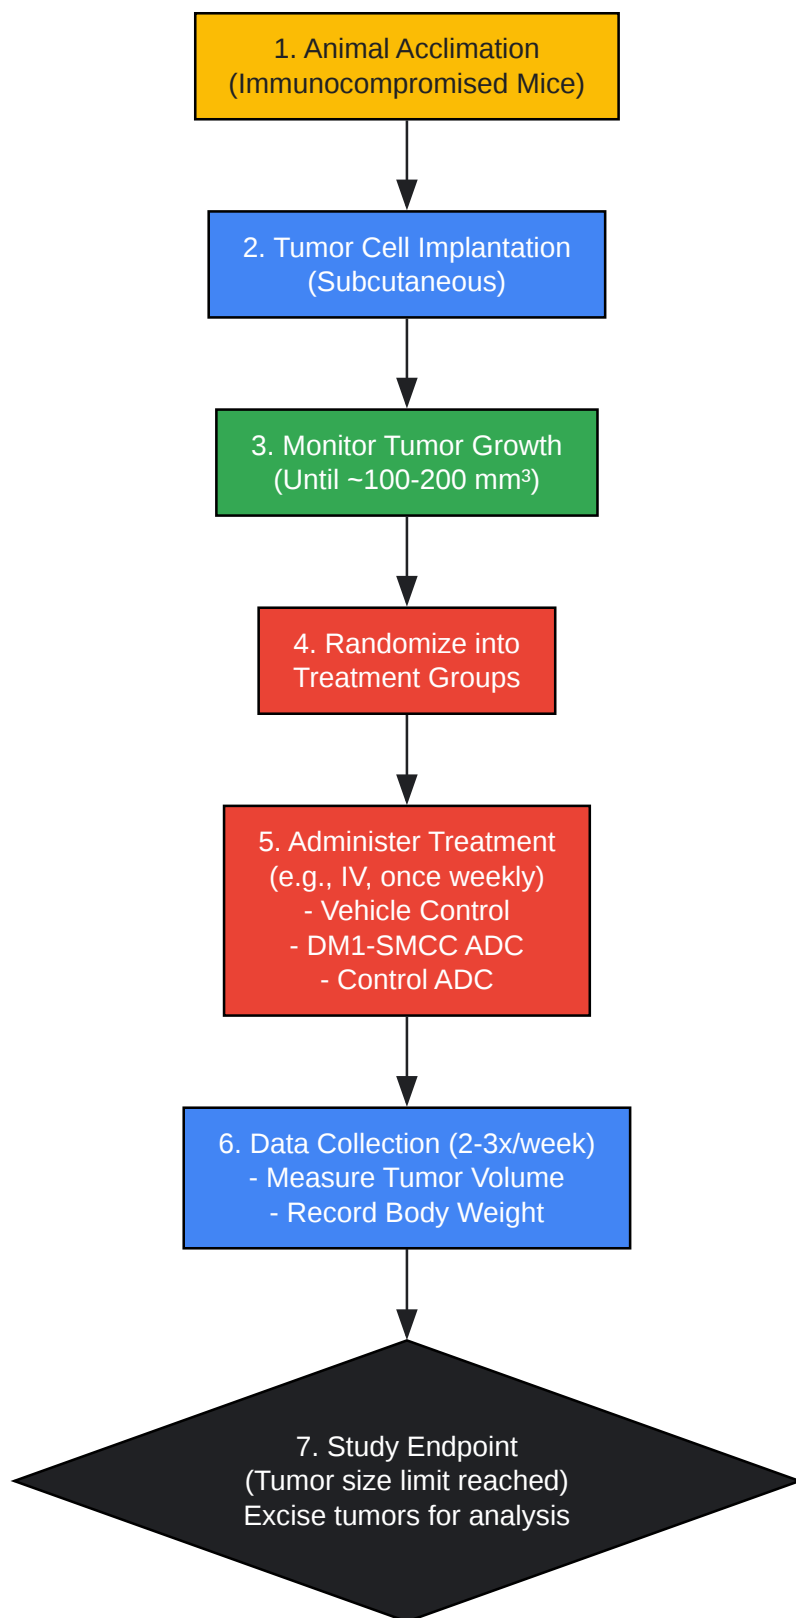 1. Animal Acclimation
(Immunocompromised Mice)
2. Tumor Cell Implantation
(Subcutaneous)
3. Monitor Tumor Growth
(Until ~100-200 mm³)
4. Randomize into
Treatment Groups
5. Administer Treatment
(e.g., IV, once weekly)
- Vehicle Control
- DM1-SMCC ADC
- Control ADC
6. Data Collection (2-3x/week)
- Measure Tumor Volume
- Record Body Weight
7. Study Endpoint
(Tumor size limit reached)
Excise tumors for analysis